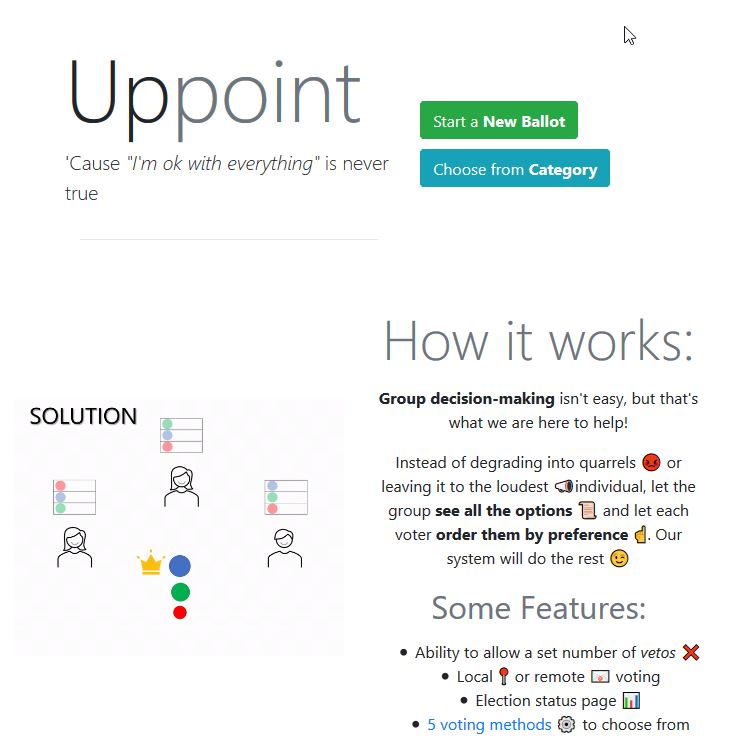 Uppoint
'Cause "I'm ok with everything" is never
true
Start a New Ballot
Choose from Category
SOLUTION
How it works:
Group decision-making isn't easy, but that's
what we are here to help!
Instead of degrading into quarrels 😡 or
leaving it to the loudest 📢individual, let the
group see all the options 📜 and let each
voter order them by preference ☝. Our
system will do the rest 😉
Some Features:
• Ability to allow a set number of vetos ❌
• Local 📍 or remote 💌 voting
• Election status page 📊
• 5 voting methods ⚙ to choose from